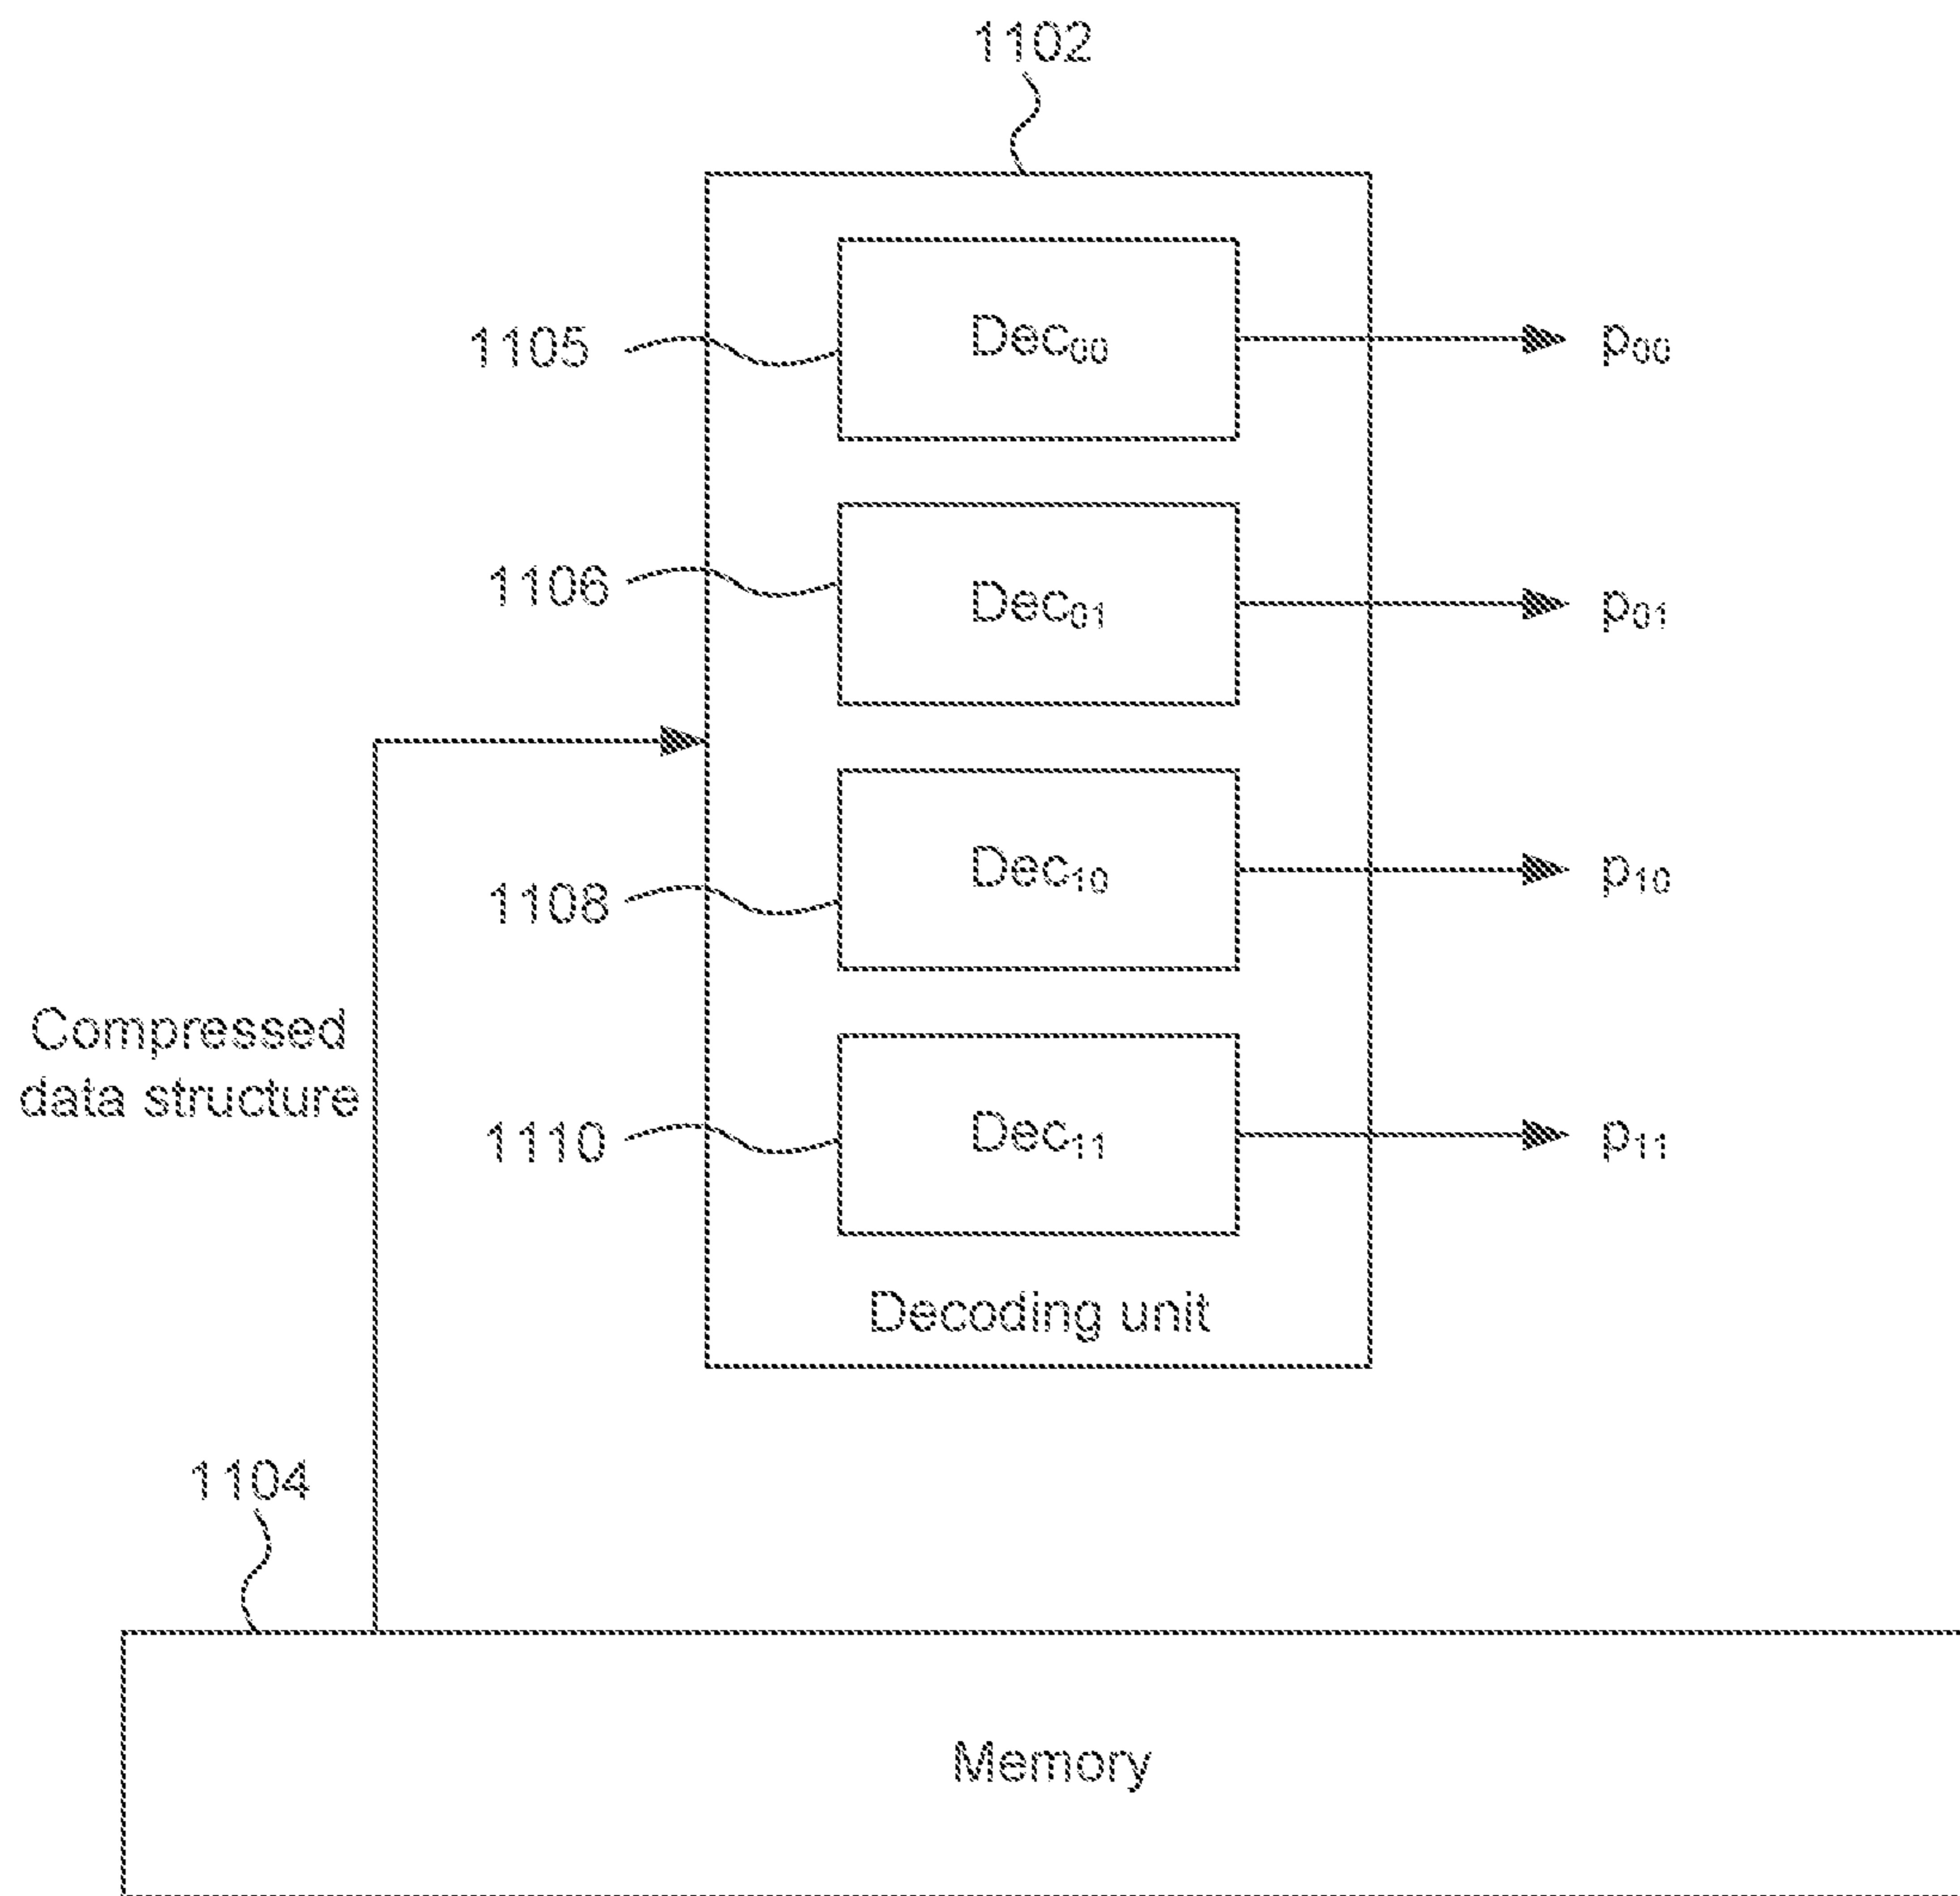 1102
1105
Dec₀₀
p₀₀
1106
Dec₀₁
p₀₁
1108
Dec₁₀
p₁₀
Compressed
data structure
1110
Dec₁₁
p₁₁
Decoding unit
1104
Memory